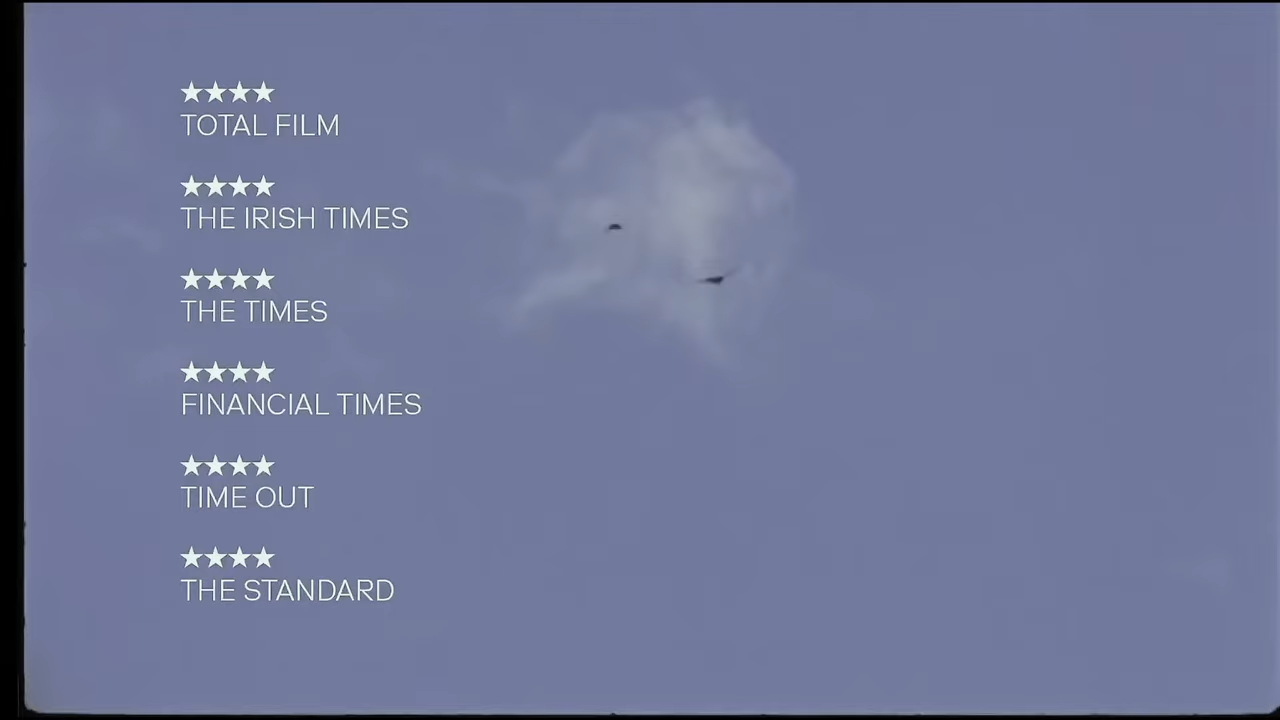 ★★★★
TOTAL FILM
★★★★
THE IRISH TIMES
★★★★
THE TIMES
★★★★
FINANCIAL TIMES
★★★★
TIME OUT
★★★★
THE STANDARD